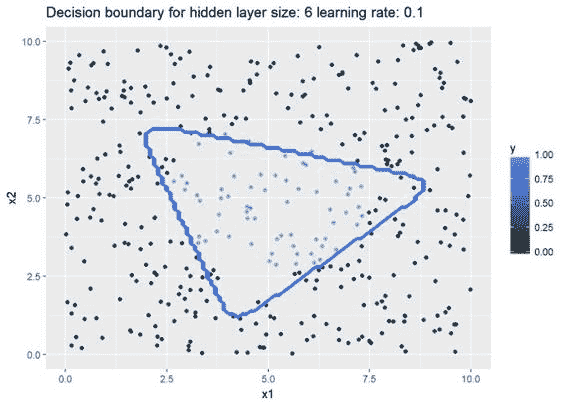 Decision boundary for hidden layer size: 6 learning rate: 0.1
10.0
7.5
5.0
2.5
0.0
x2
0.0 2.5 5.0 7.5 10.0
x1
y
1.00
0.75
0.50
0.25
0.00